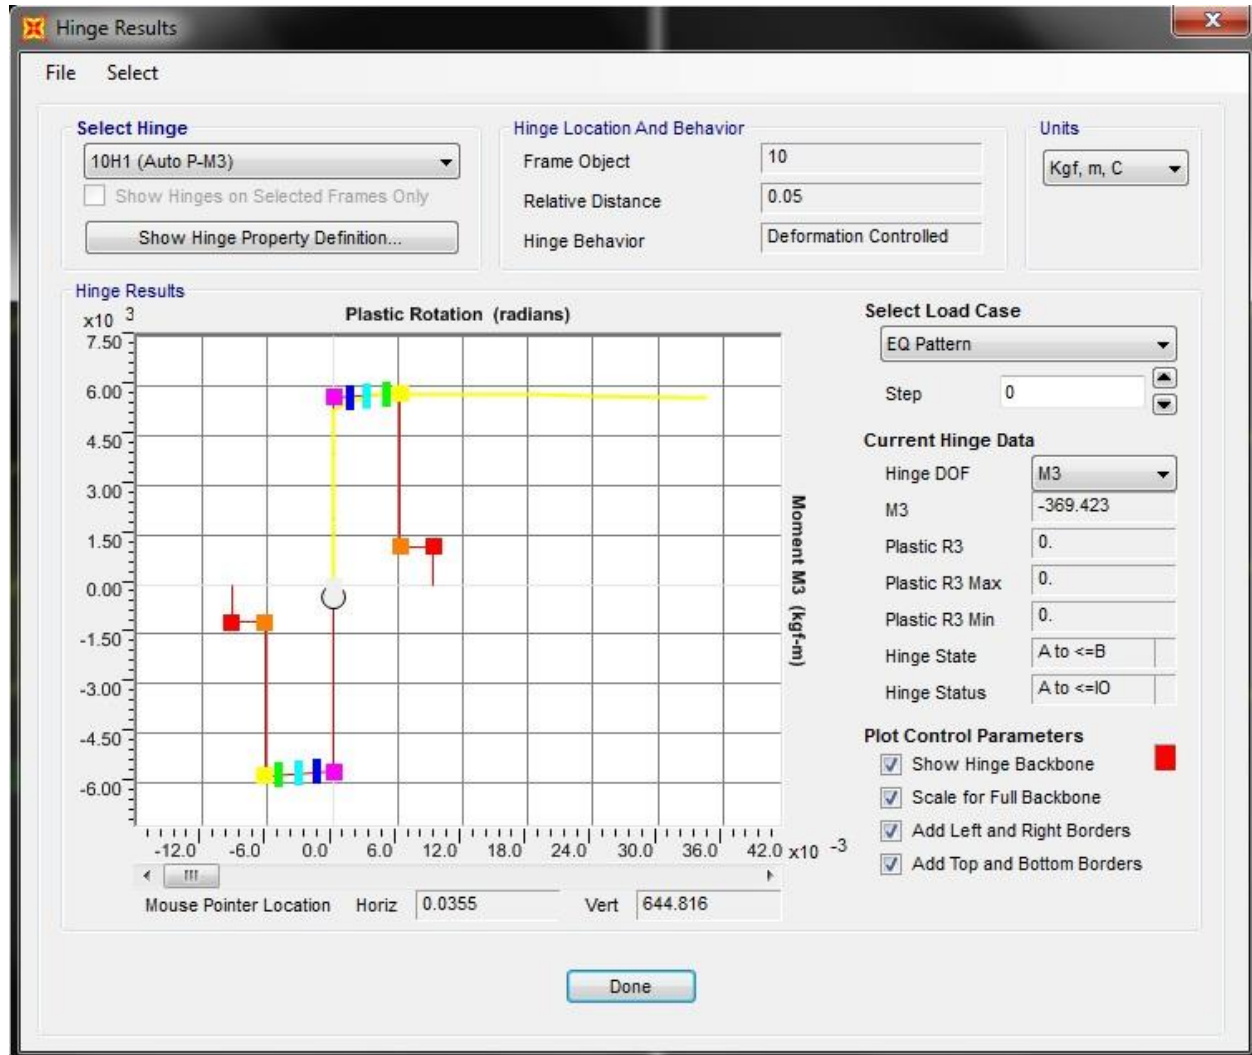 Hinge Results
File Select
Select Hinge
10H1 (Auto P-M3)
Show Hinges on Selected Frames Only
Show Hinge Property Definition...
Hinge Location And Behavior
Frame Object 10
Relative Distance 0.05
Hinge Behavior Deformation Controlled
Units
Kgf, m, C
Hinge Results
x10 3
Plastic Rotation (radians)
7.50
6.00
4.50
3.00
1.50
0.00
-1.50
-3.00
-4.50
-6.00
Moment M3 (kgf-m)
-12.0 -6.0 0.0 6.0 12.0 18.0 24.0 30.0 36.0 42.0 x10 -3
Mouse Pointer Location Horiz 0.0355 Vert 644.816
Select Load Case
EQ Pattern
Step 0
Current Hinge Data
Hinge DOF M3
M3 -369.423
Plastic R3 0.
Plastic R3 Max 0.
Plastic R3 Min 0.
Hinge State A to <=B
Hinge Status A to <=IO
Plot Control Parameters
Show Hinge Backbone
Scale for Full Backbone
Add Left and Right Borders
Add Top and Bottom Borders
Done